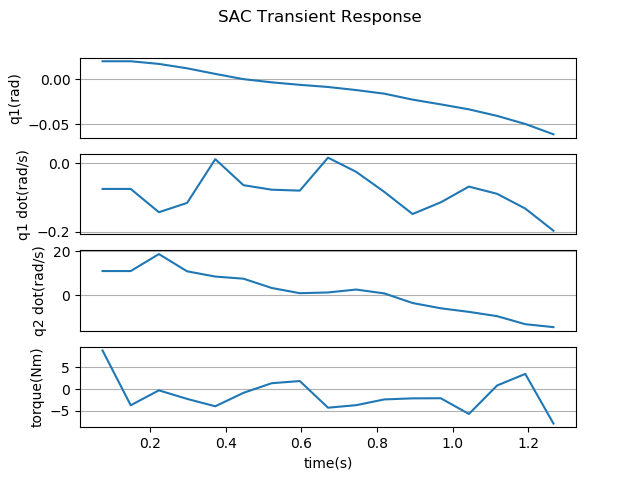 SAC Transient Response
q1(rad)
0.00
−0.05
q1 dot(rad/s)
0.0
−0.2
q2 dot(rad/s)
20
0
torque(Nm)
5
0
−5
0.2 0.4 0.6 0.8 1.0 1.2
time(s)